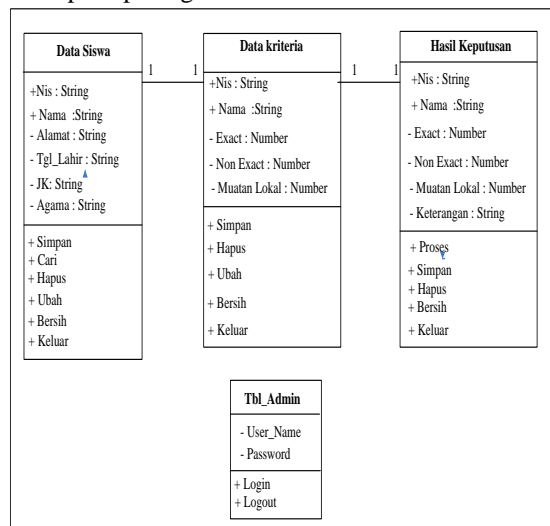 Data Siswa
+Nis : String
+ Nama :String
- Alamat : String
- Tgl_Lahir : String
- JK: String
- Agama : String
+ Simpan
+ Cari
+ Hapus
+ Ubah
+ Bersih
+ Keluar
1
1
Data kriteria
+Nis : String
+ Nama :String
- Exact : Number
- Non Exact : Number
- Muatan Lokal : Number
+ Simpan
+ Hapus
+ Ubah
+ Bersih
+ Keluar
1
1
Hasil Keputusan
+Nis : String
+ Nama :String
- Exact : Number
- Non Exact : Number
- Muatan Lokal : Number
- Keterangan : String
+ Proses
+ Simpan
+ Hapus
+ Bersih
+ Keluar
Tbl_Admin
- User_Name
- Password
+ Login
+ Logout